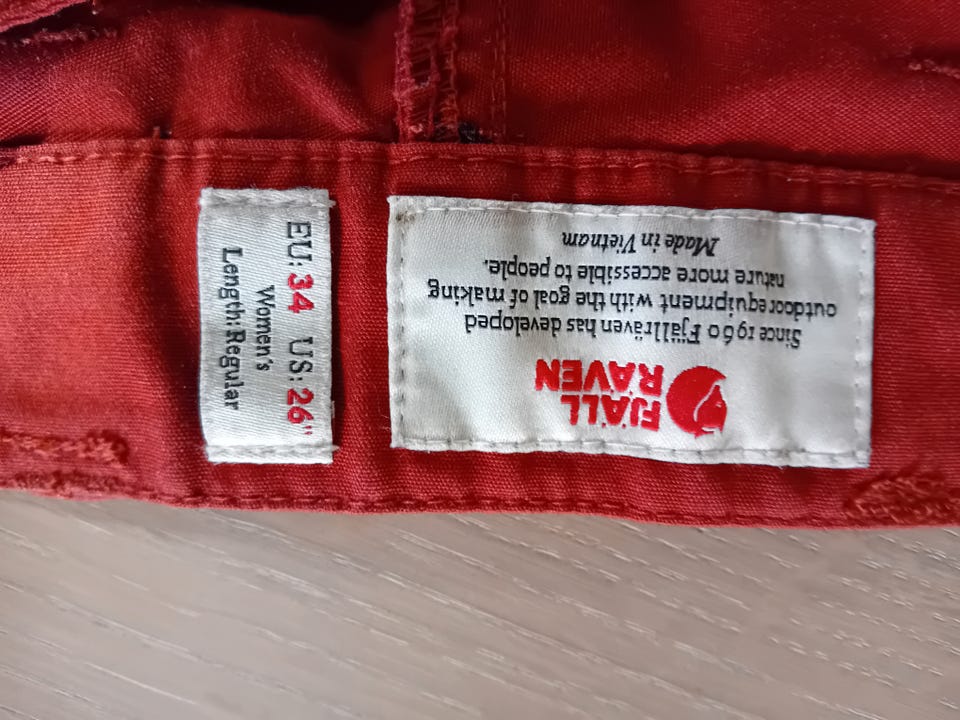 EU: 34 US: 26"
Women's
Length: Regular
FJÄLL
RÄVEN
Since 1960 Fjällräven has developed
outdoor equipment with the goal of making
nature more accessible to people.
Made in Vietnam